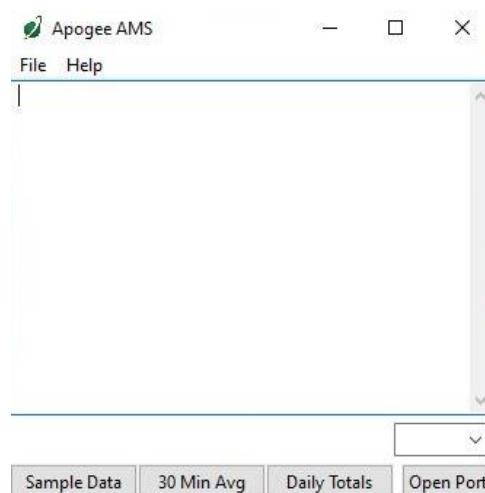 Apogee AMS
File Help
Sample Data 30 Min Avg Daily Totals Open Port